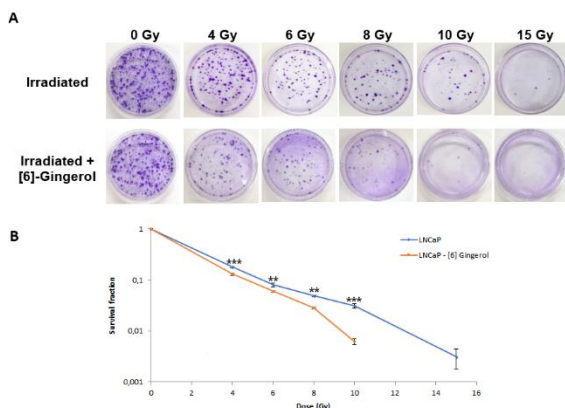 A
0 Gy 4 Gy 6 Gy 8 Gy 10 Gy 15 Gy
Irradiated
Irradiated +
[6]-Gingerol
B
1
0,1
0,01
0,001
Survival fraction
*** ** ** ***
LNCaP
LNCaP - [6] Gingerol
0 2 4 6 8 10 12 14 16
Dose (Gy)